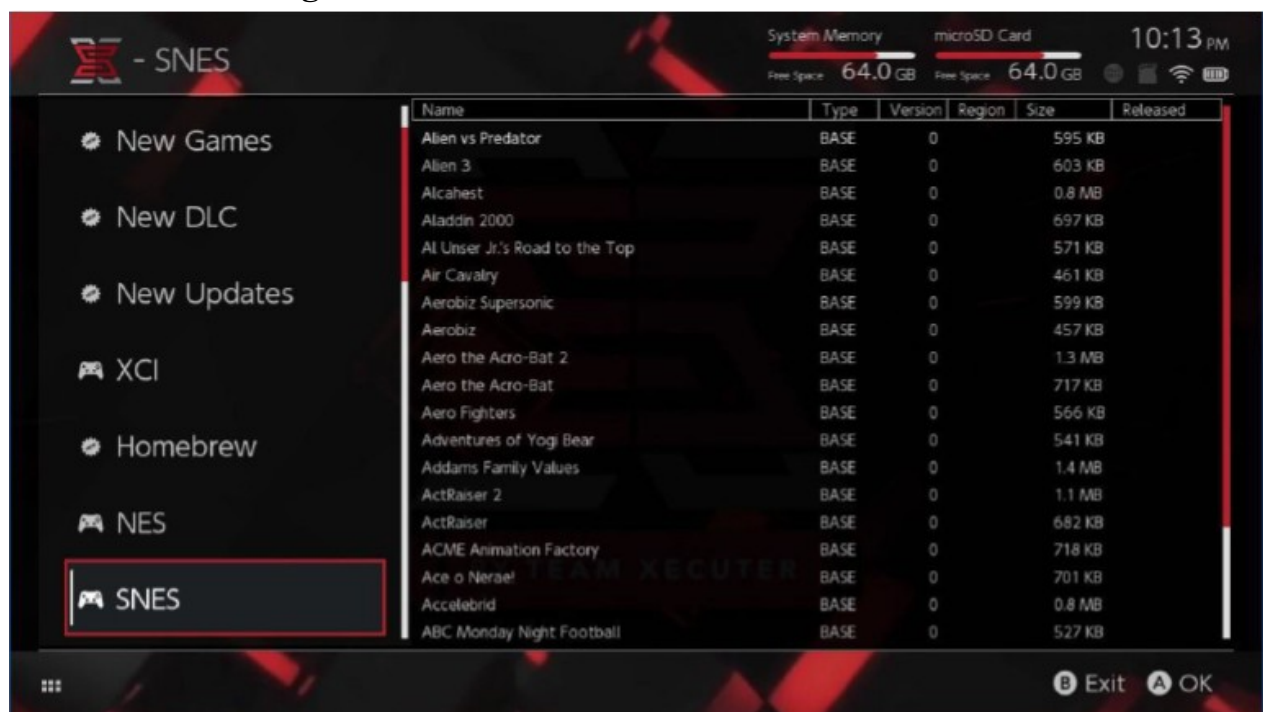 - SNES
System Memory
Free Space 64.0 GB
microSD Card
Free Space 64.0 GB
10:13 PM
New Games
New DLC
New Updates
XCI
Homebrew
NES
SNES
Name Type Version Region Size Released
Alien vs Predator BASE 0 595 KB
Alien 3 BASE 0 603 KB
Alcahest BASE 0 0.8 MB
Aladdin 2000 BASE 0 697 KB
Al Unser Jr.'s Road to the Top BASE 0 571 KB
Air Cavalry BASE 0 461 KB
Aerobiz Supersonic BASE 0 599 KB
Aerobiz BASE 0 457 KB
Aero the Acro-Bat 2 BASE 0 1.3 MB
Aero the Acro-Bat BASE 0 717 KB
Aero Fighters BASE 0 566 KB
Adventures of Yogi Bear BASE 0 541 KB
Addams Family Values BASE 0 1.4 MB
ActRaiser 2 BASE 0 1.1 MB
ActRaiser BASE 0 682 KB
ACME Animation Factory BASE 0 718 KB
Ace o Nerae! BASE 0 701 KB
Accelebrid BASE 0 0.8 MB
ABC Monday Night Football BASE 0 527 KB
TEAM XECUTER
B Exit A OK